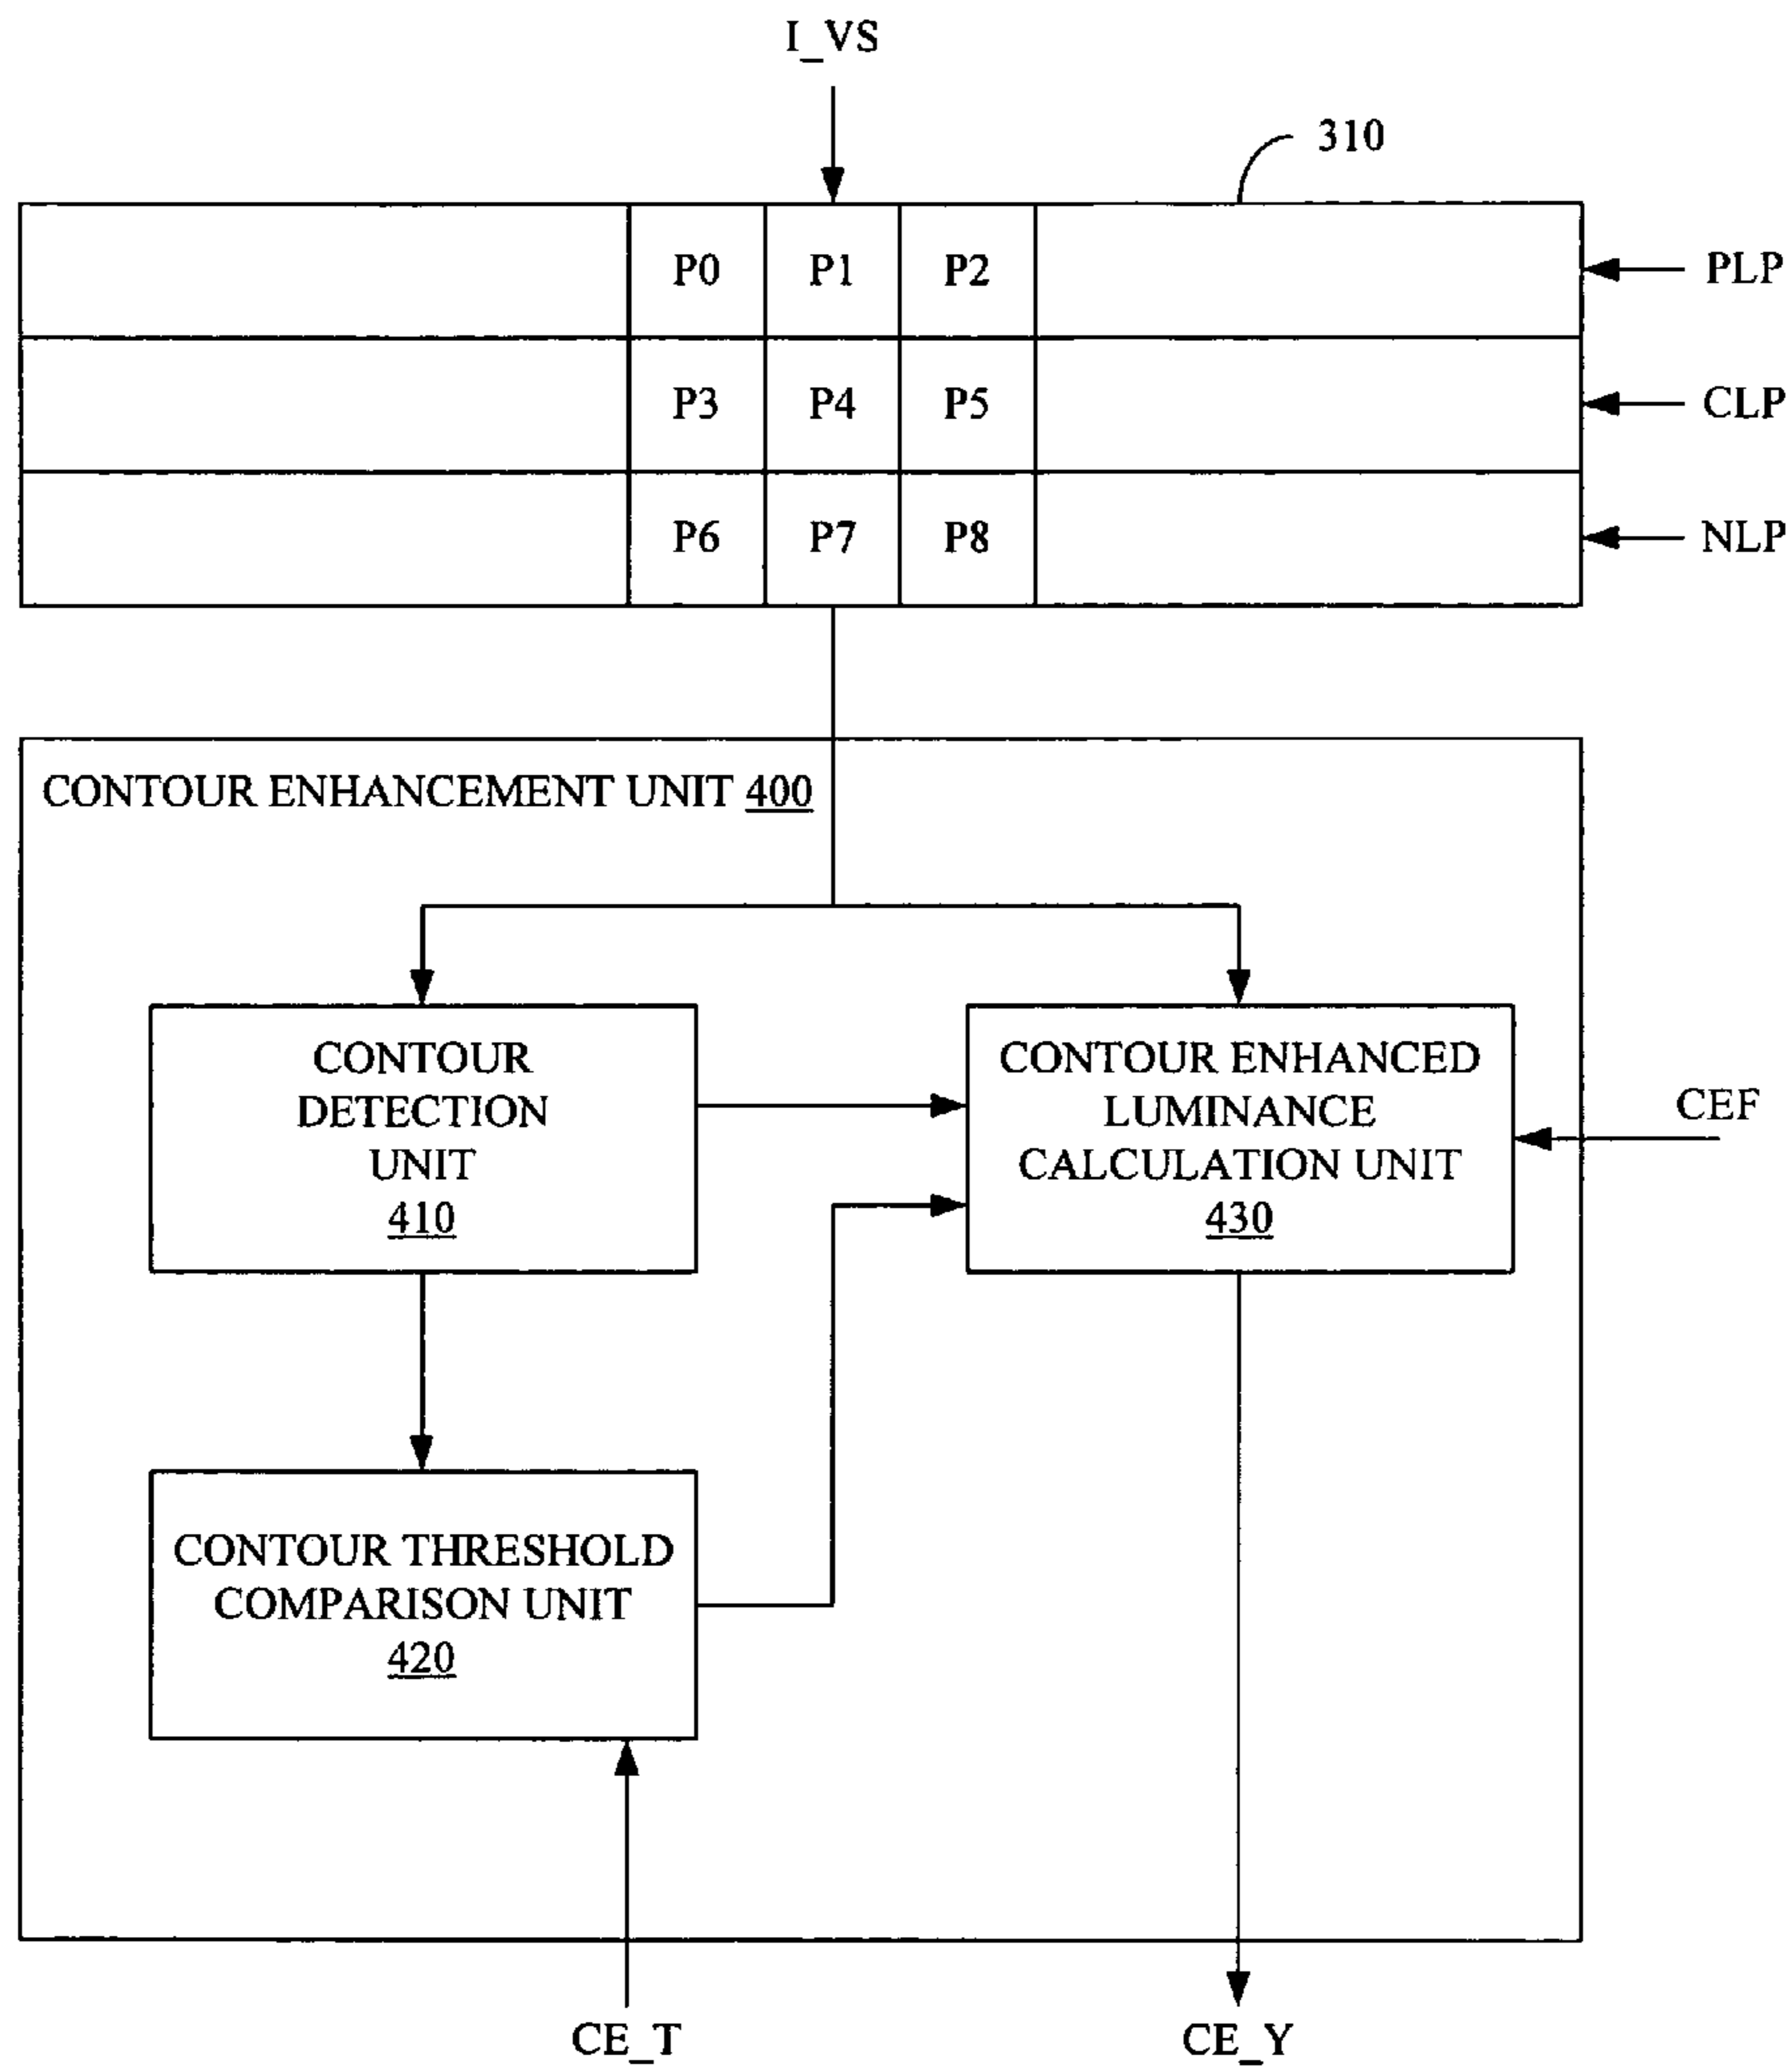 I_VS
310
P0 P1 P2 PLP
P3 P4 P5 CLP
P6 P7 P8 NLP
CONTOUR ENHANCEMENT UNIT 400
CONTOUR
DETECTION
UNIT
410
CONTOUR ENHANCED
LUMINANCE
CALCULATION UNIT
430
CEF
CONTOUR THRESHOLD
COMPARISON UNIT
420
CE_T
CE_Y